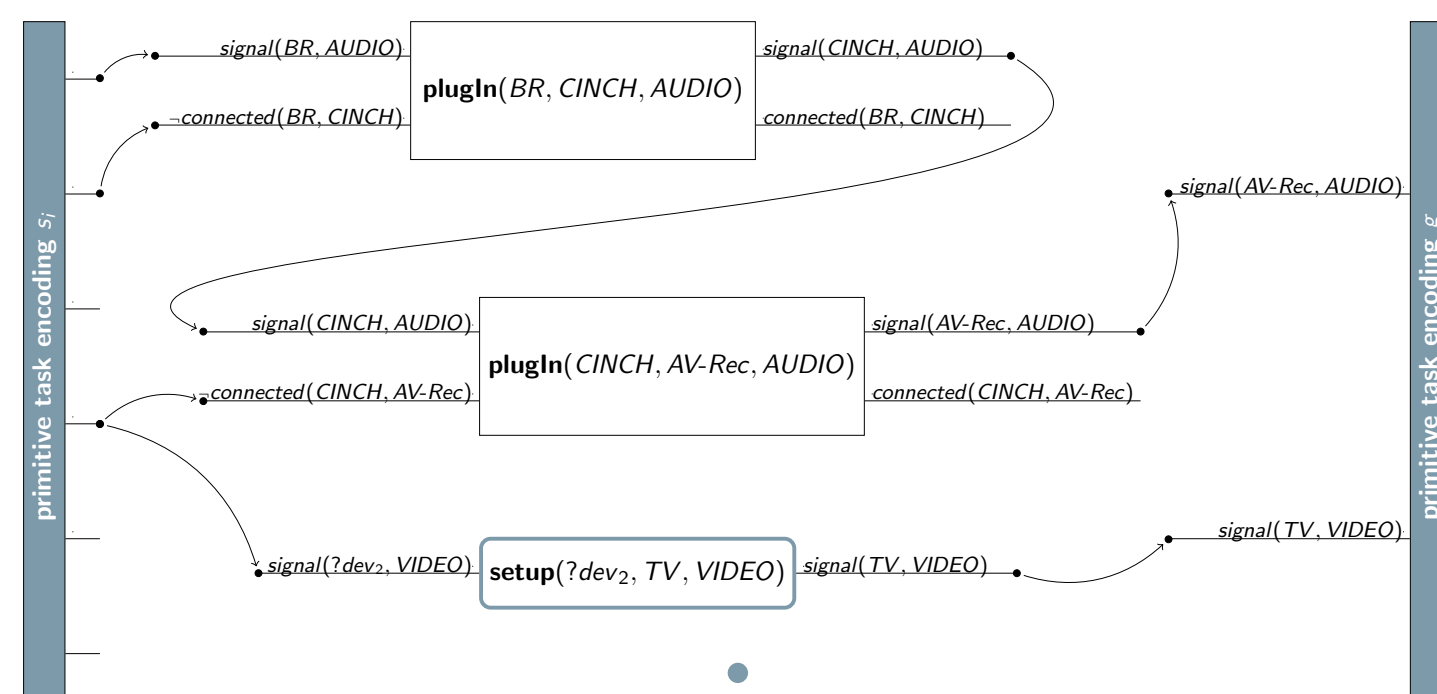 primitive task encoding sᵢ
signal(BR, AUDIO)
¬connected(BR, CINCH)
plugIn(BR, CINCH, AUDIO)
signal(CINCH, AUDIO)
connected(BR, CINCH)
signal(CINCH, AUDIO)
¬connected(CINCH, AV-Rec)
plugIn(CINCH, AV-Rec, AUDIO)
signal(AV-Rec, AUDIO)
connected(CINCH, AV-Rec)
signal(?dev₂, VIDEO)
setup(?dev₂, TV, VIDEO)
signal(TV, VIDEO)
signal(AV-Rec, AUDIO)
signal(TV, VIDEO)
primitive task encoding g